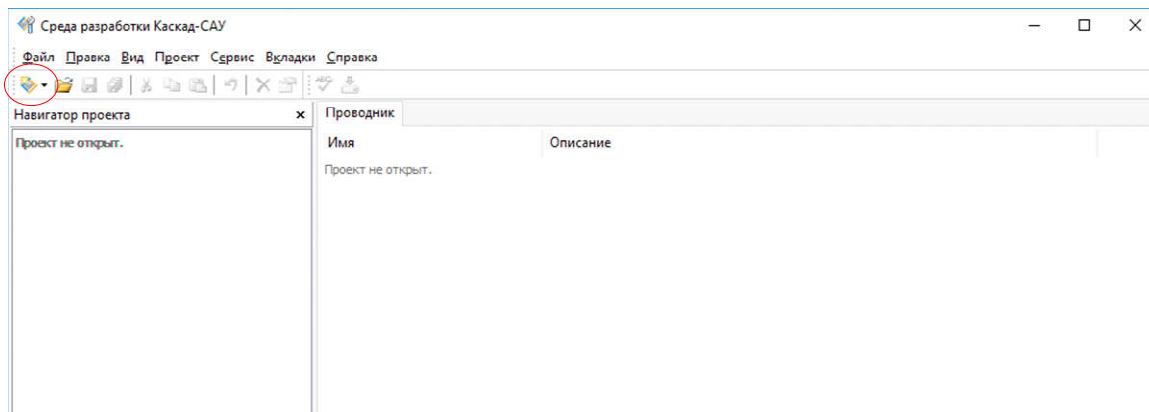 Среда разработки Каскад-САУ
Файл Правка Вид Проект Сервис Вкладки Справка
Навигатор проекта
Проводник
Проект не открыт.
Имя Описание
Проект не открыт.